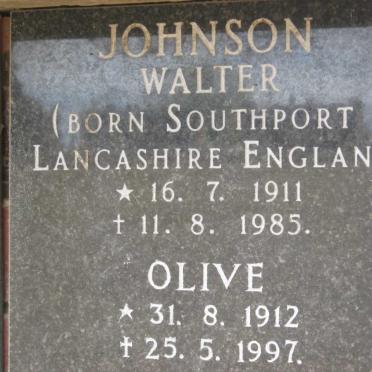 JOHNSON
WALTER
(BORN SOUTHPORT
LANCASHIRE ENGLAN
★ 16. 7. 1911
† 11. 8. 1985.
OLIVE
★ 31. 8. 1912
† 25. 5. 1997.